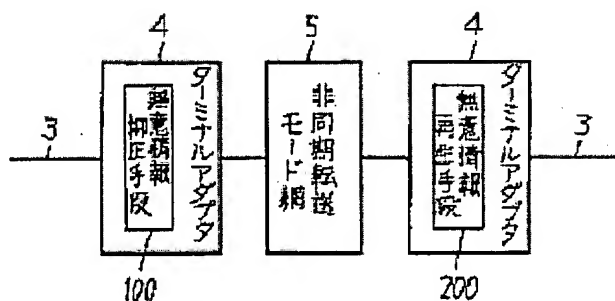 4
5
4
3
ターミナルアダプタ
無意情報
抑圧手段
非同期転送
モード網
ターミナルアダプタ
無意情報
再生手段
3
100
200